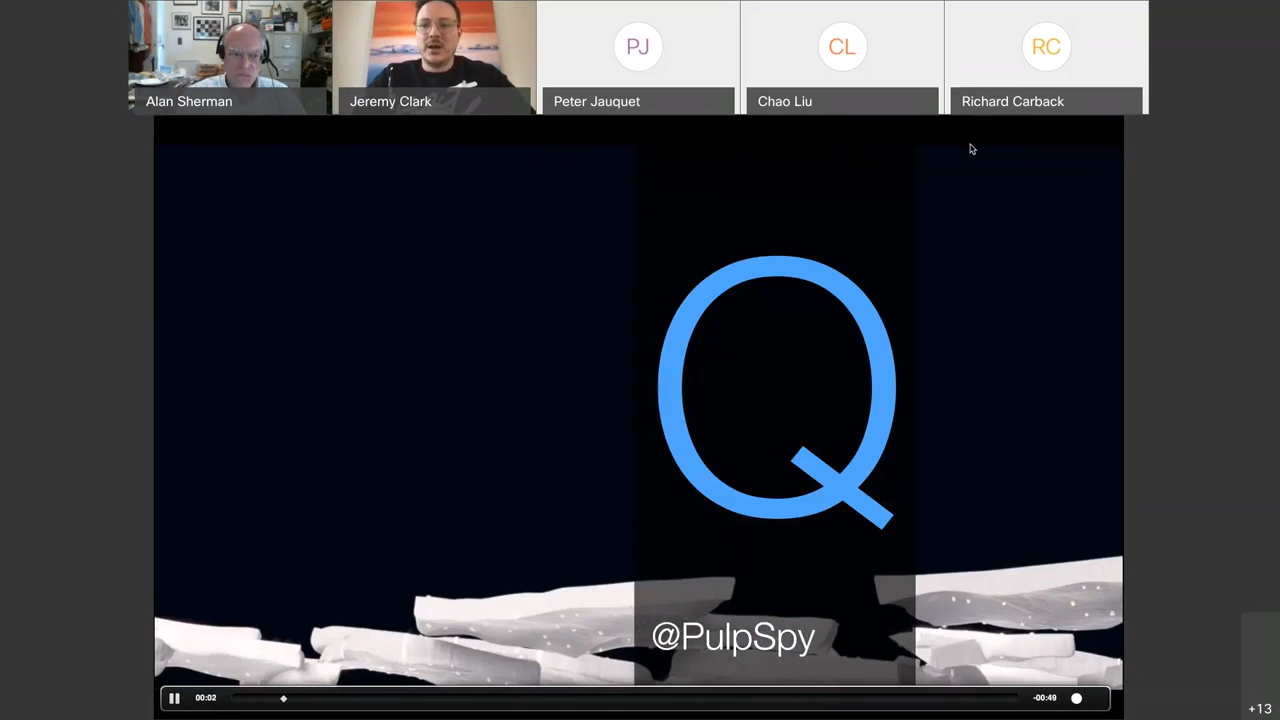 PJ
CL
RC
Alan Sherman
Jeremy Clark
Peter Jauquet
Chao Liu
Richard Carback
Q
@PulpSpy
00:02
-00:49
+13